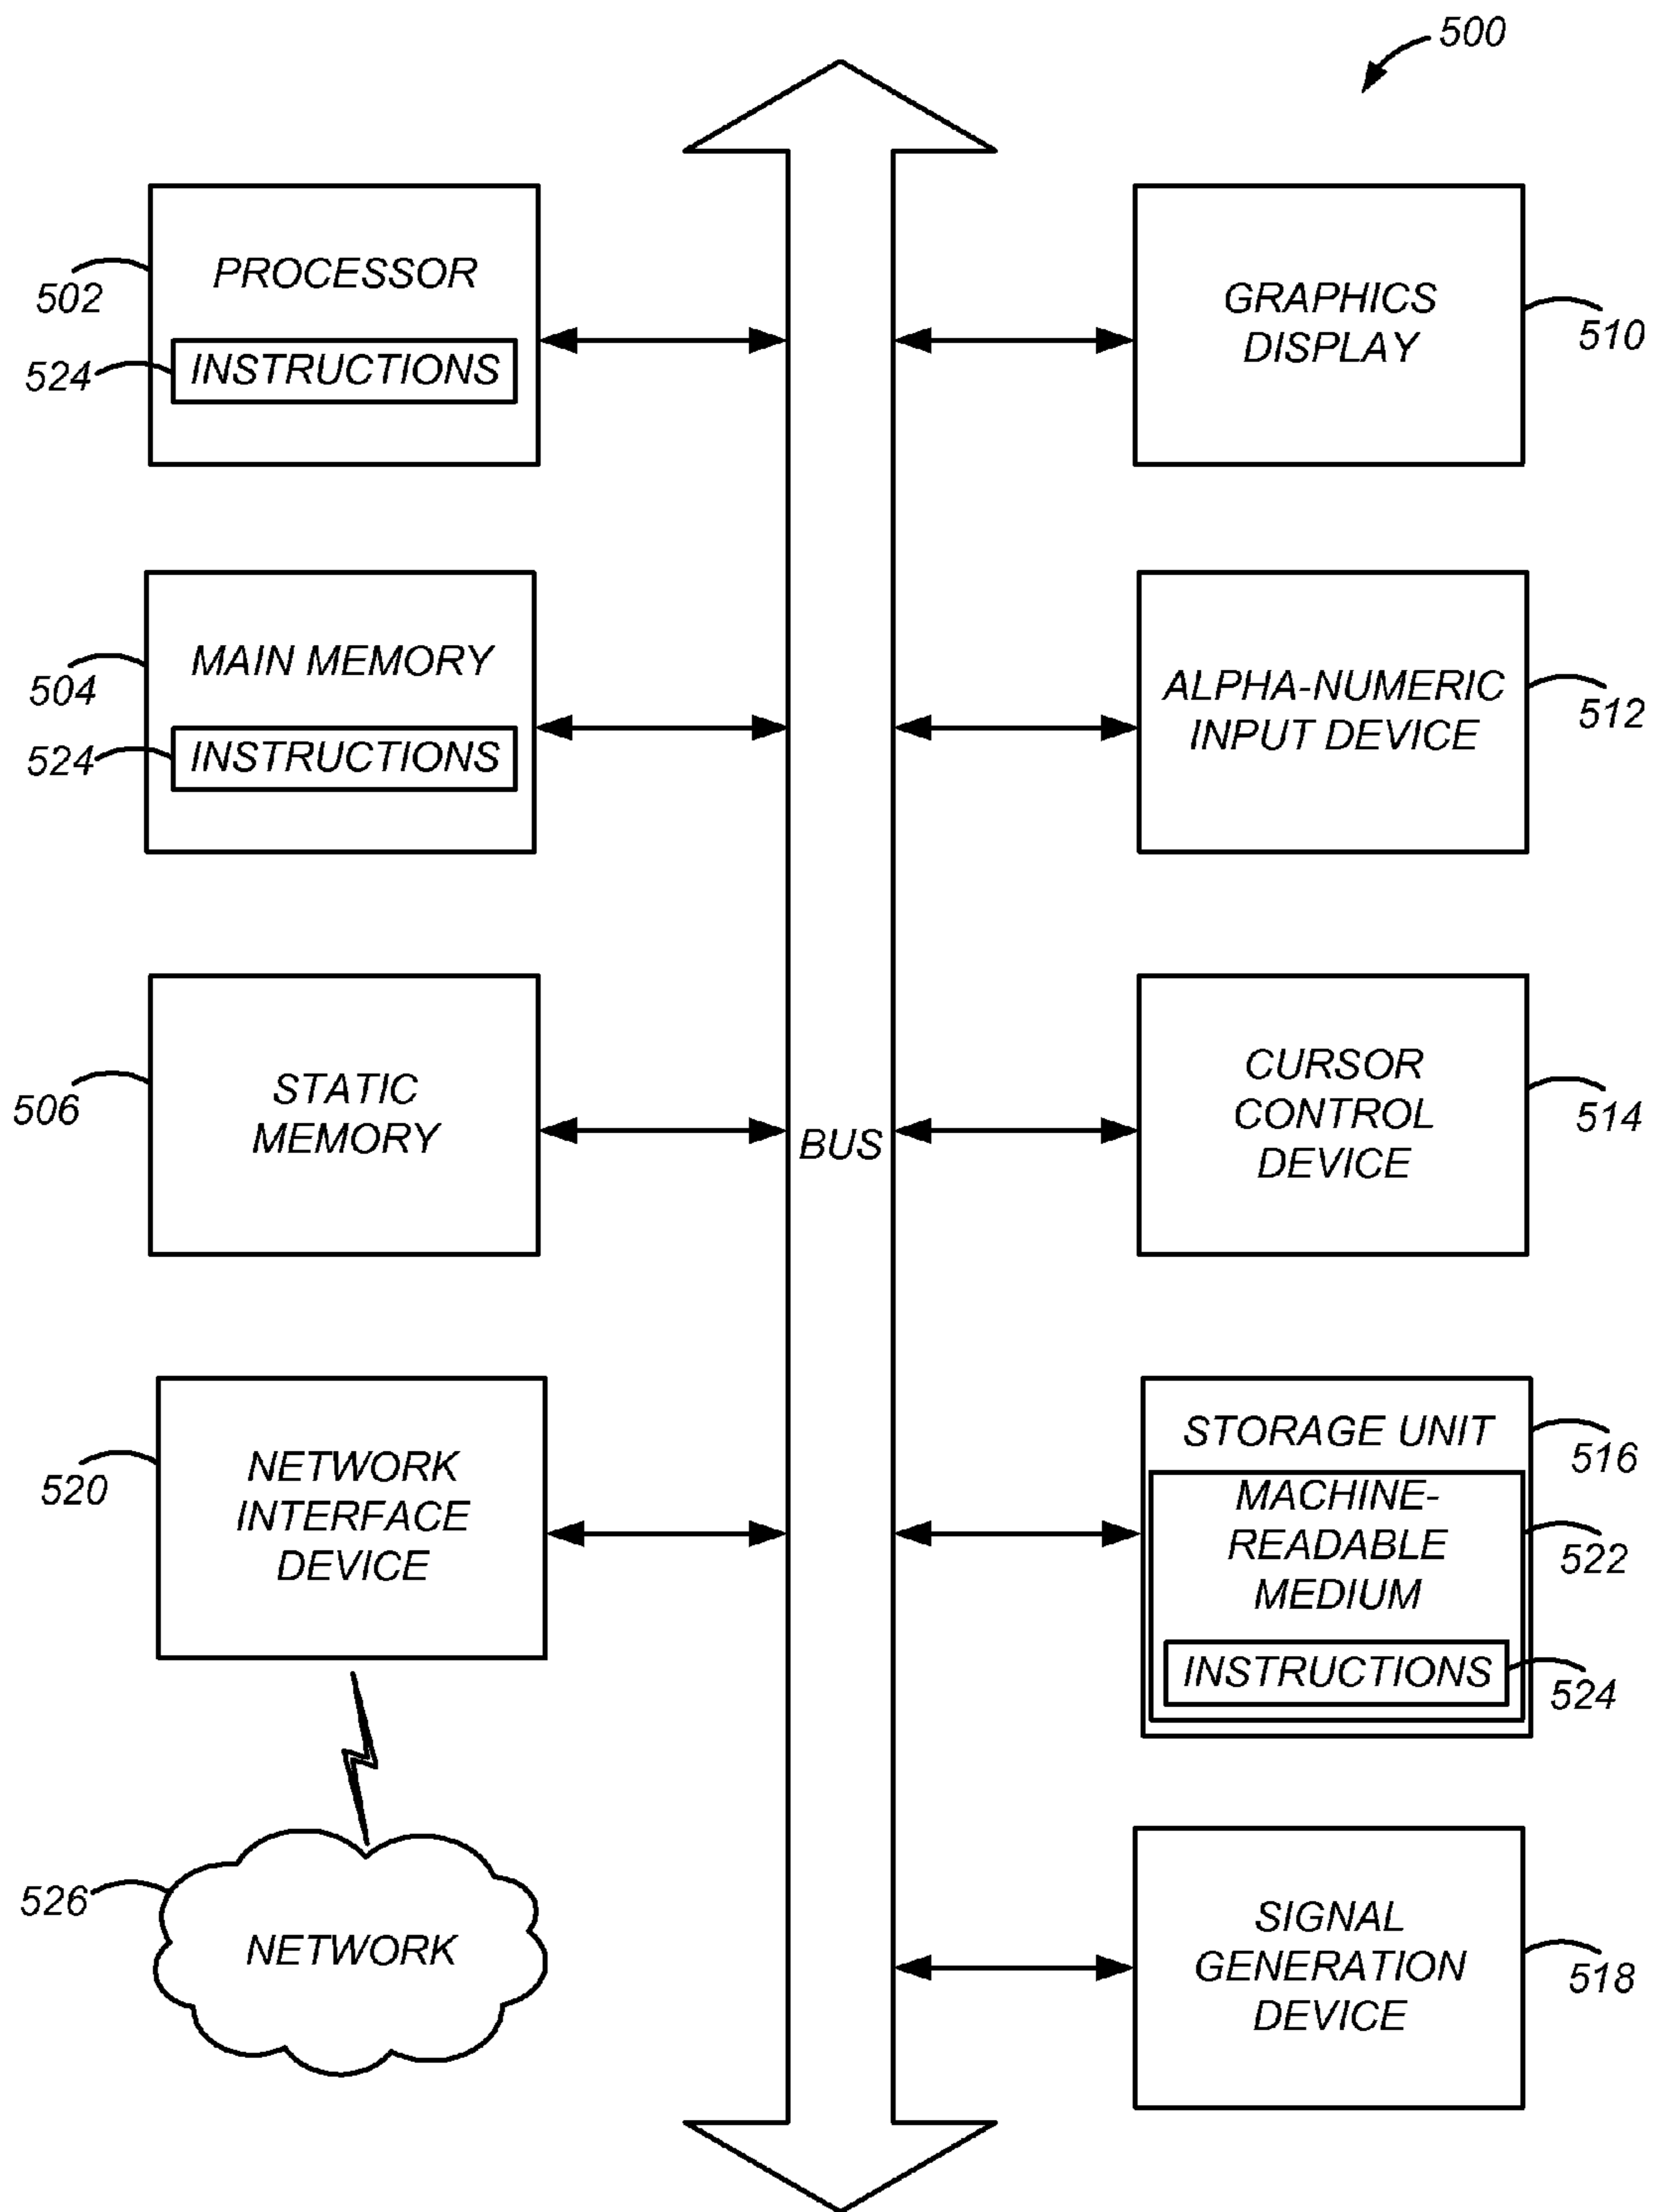 500
PROCESSOR
502
524
INSTRUCTIONS
GRAPHICS
DISPLAY
510
MAIN MEMORY
504
524
INSTRUCTIONS
ALPHA-NUMERIC
INPUT DEVICE
512
STATIC
MEMORY
506
BUS
CURSOR
CONTROL
DEVICE
514
NETWORK
INTERFACE
DEVICE
520
STORAGE UNIT
516
MACHINE-
READABLE
MEDIUM
522
INSTRUCTIONS
524
526
NETWORK
SIGNAL
GENERATION
DEVICE
518